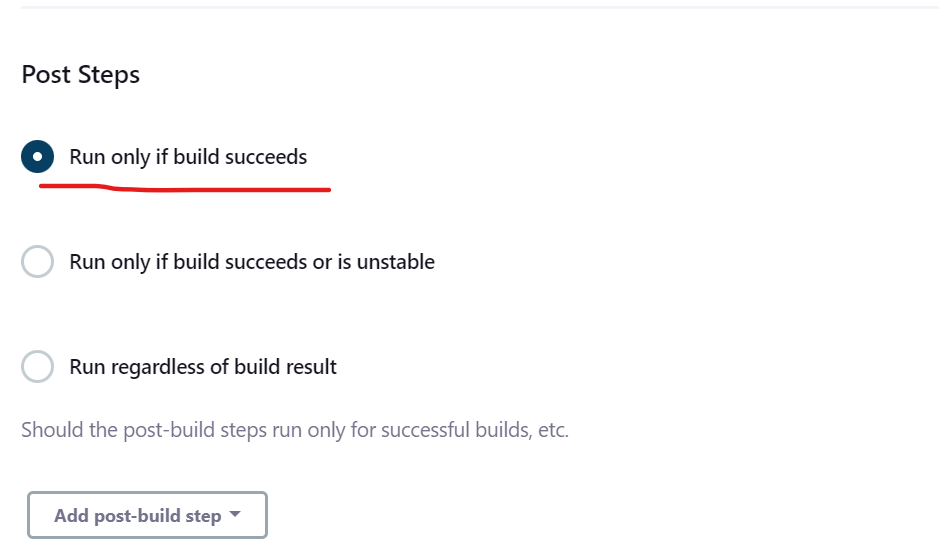 Post Steps
Run only if build succeeds
Run only if build succeeds or is unstable
Run regardless of build result
Should the post-build steps run only for successful builds, etc.
Add post-build step